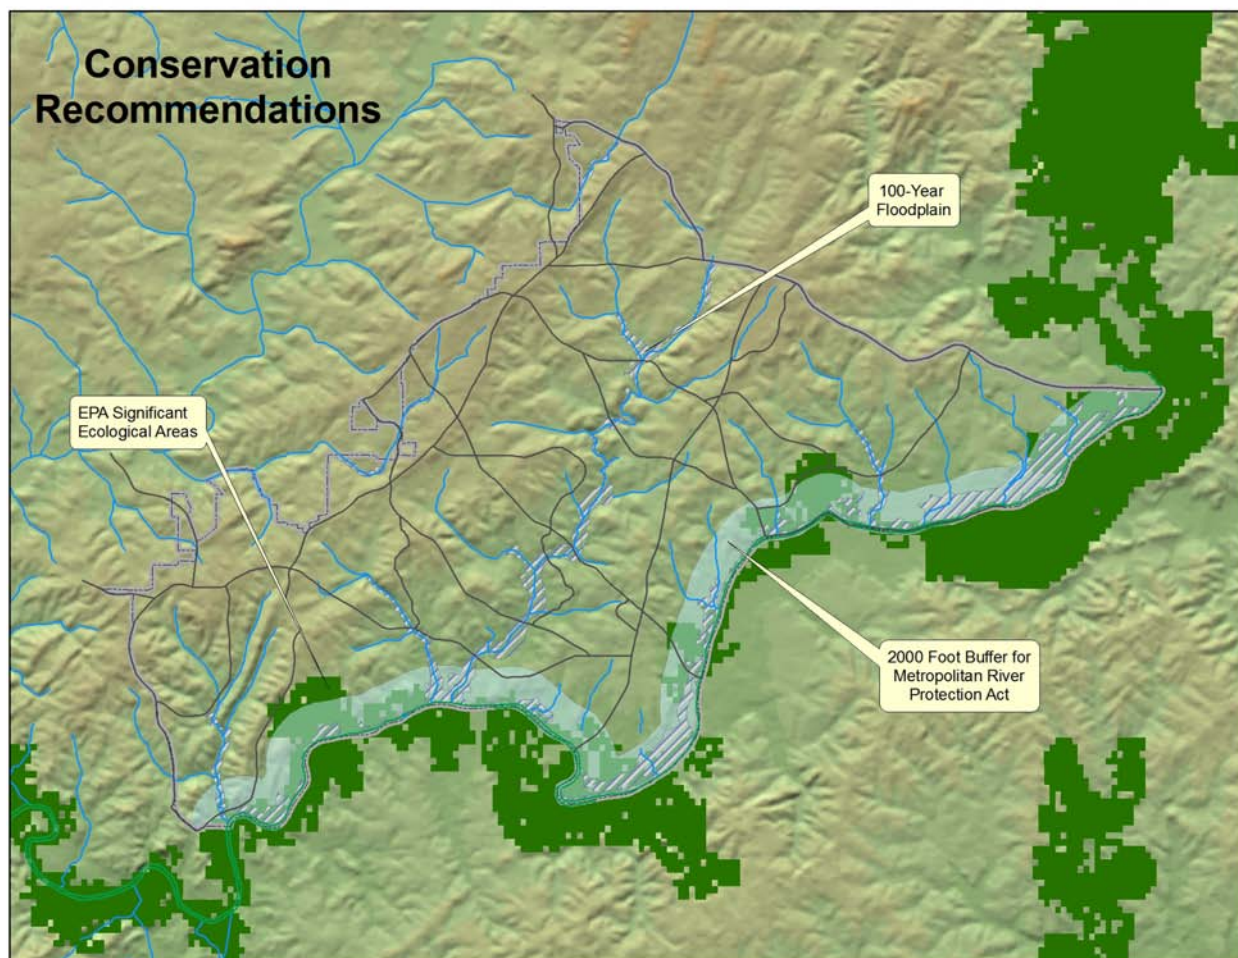 Conservation
Recommendations
100-Year
Floodplain
EPA Significant
Ecological Areas
2000 Foot Buffer for
Metropolitan River
Protection Act